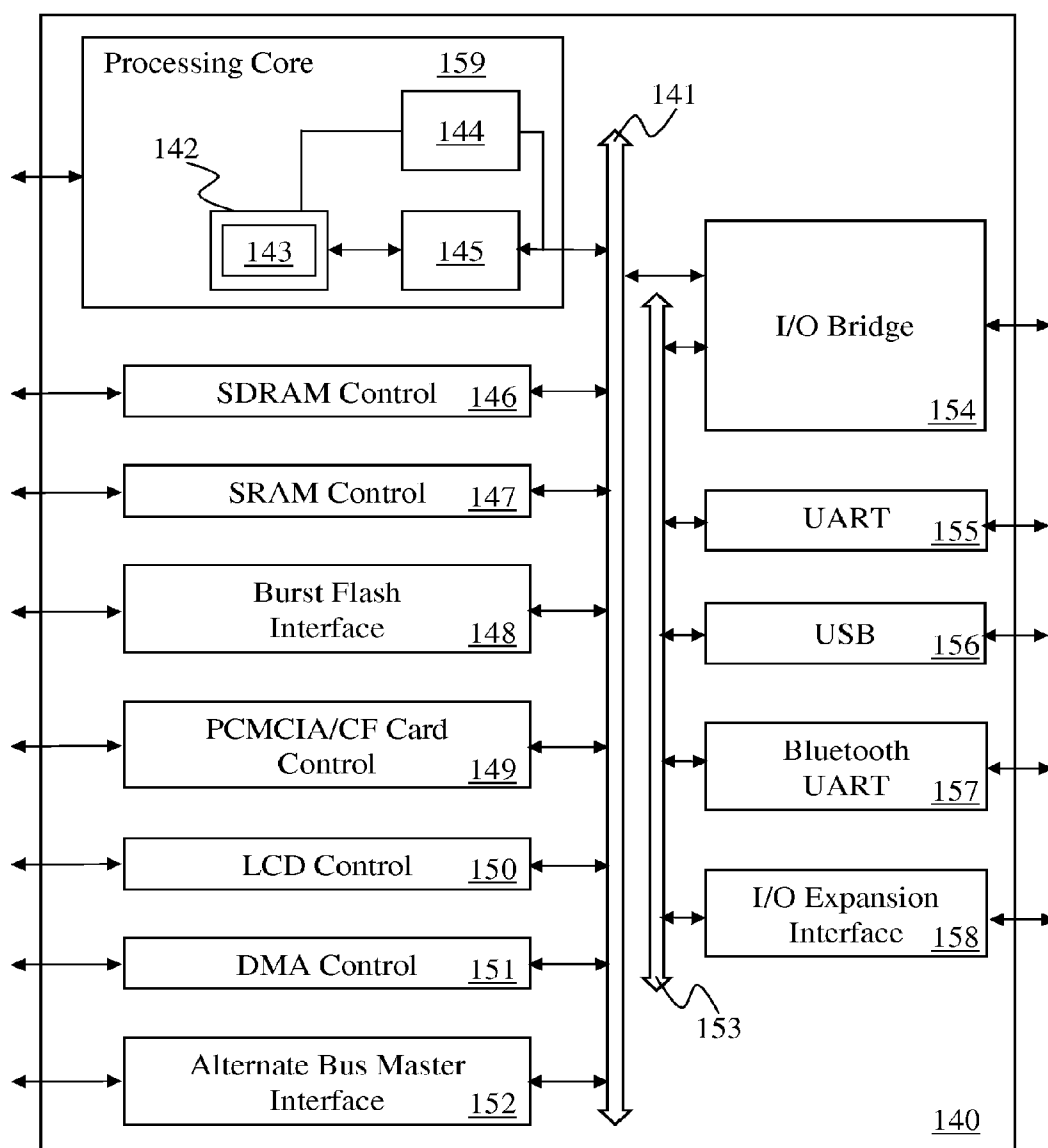 Processing Core
159
144
142
143
145
141
I/O Bridge
154
SDRAM Control
146
SRAM Control
147
UART
155
Burst Flash
Interface
148
USB
156
PCMCIA/CF Card
Control
149
Bluetooth
UART
157
LCD Control
150
I/O Expansion
Interface
158
DMA Control
151
153
Alternate Bus Master
Interface
152
140